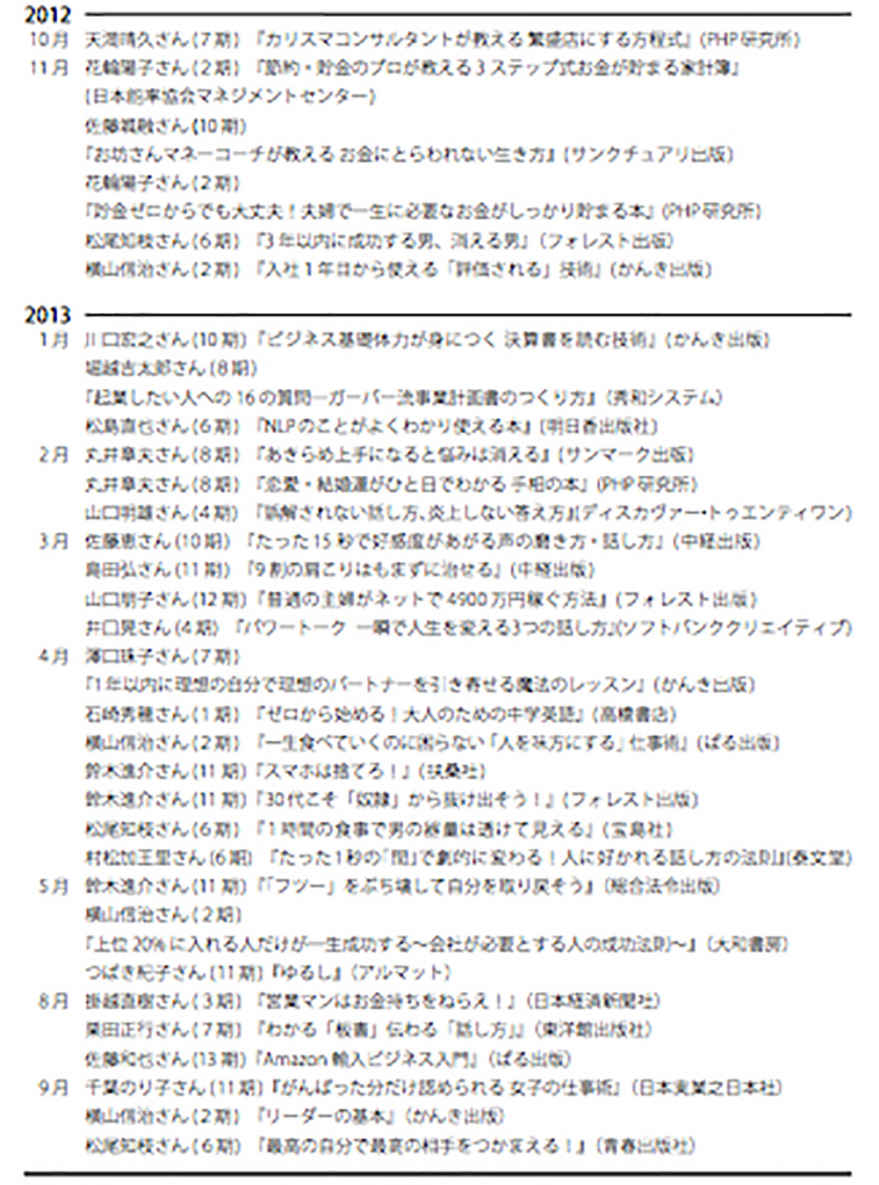 2012
10月 天満晴久さん(7期) 『カリスマコンサルタントが教える 繁盛店にする方程式』(PHP研究所)
11月 花輪陽子さん(2期) 『節約・貯金のプロが教える3ステップ式お金が貯まる家計簿』
(日本能率協会マネジメントセンター)
佐藤さん(10期)
『お坊さんマネーコーチが教える お金にとらわれない生き方』(サンクチュアリ出版)
花輪陽子さん(2期)
『貯金ゼロからでも大丈夫!夫婦で一生に必要なお金がしっかり貯まる本』(PHP研究所)
松尾知枝さん(6期) 『3年以内に成功する男、消える男』(フォレスト出版)
横山信治さん(2期) 『入社1年目から使える「評価される」技術』(かんき出版)
2013
1月 川口宏之さん(10期)『ビジネス基礎体力が身につく 決算書を読む技術』(かんき出版)
堀越吉太郎さん(8期)
『起業したい人への16の質問―ガーバー流事業計画書のつくり方』(秀和システム)
松島直也さん(6期) 『NLPのことがよくわかり使える本』(明日香出版社)
2月 丸井章夫さん(8期) 『あきらめ上手になると悩みは消える』(サンマーク出版)
丸井章夫さん(8期) 『恋愛・結婚運がひと目でわかる 手相の本』(PHP研究所)
山口明雄さん(4期) 『誤解されない話し方、炎上しない答え方』(ディスカヴァー・トゥエンティワン)
3月 佐藤恵さん(10期) 『たった15秒で好感度があがる声の磨き方・話し方』(中経出版)
島田弘さん(11期) 『9割の肩こりはもまずに治せる』(中経出版)
山口朋子さん(12期)『普通の主婦がネットで4900万円稼ぐ方法』(フォレスト出版)
井口晃さん(4期) 『パワートーク 一瞬で人生を変える3つの話し方』(ソフトバンククリエイティブ)
4月 澤口珠子さん(7期)
『1年以内に理想の自分で理想のパートナーを引き寄せる魔法のレッスン』(かんき出版)
石崎秀穂さん(1期) 『ゼロから始める!大人のための中学英語』(高橋書店)
横山信治さん(2期) 『一生食べていくのに困らない「人を味方にする」仕事術』(ぱる出版)
鈴木進介さん(11期)『スマホは捨てろ!』(扶桑社)
鈴木進介さん(11期)『30代こそ「奴隷」から抜け出そう!』(フォレスト出版)
松尾知枝さん(6期) 『1時間の食事で男の器量は透けて見える』(宝島社)
村松加王里さん(6期) 『たった1秒の「間」で劇的に変わる!人に好かれる話し方の法則』(泰文堂)
5月 鈴木進介さん(11期)『「フツー」をぶち壊して自分を取り戻そう』(総合法令出版)
横山信治さん(2期)
『上位20%に入れる人だけが一生成功する～会社が必要とする人の成功法則～』(大和書房)
つばき紀子さん(11期)『ゆるし』(アルマット)
8月 掛越直樹さん(3期) 『営業マンはお金持ちをねらえ!』(日本経済新聞社)
栗田正行さん(7期) 『わかる「板書」伝わる「話し方」』(東洋館出版社)
佐藤和也さん(13期)『Amazon輸入ビジネス入門』(ぱる出版)
9月 千葉のり子さん(11期)『がんばった分だけ認められる 女子の仕事術』(日本実業之日本社)
横山信治さん(2期) 『リーダーの基本』(かんき出版)
松尾知枝さん(6期) 『最高の自分で最高の相手をつかまえる!』(青春出版社)